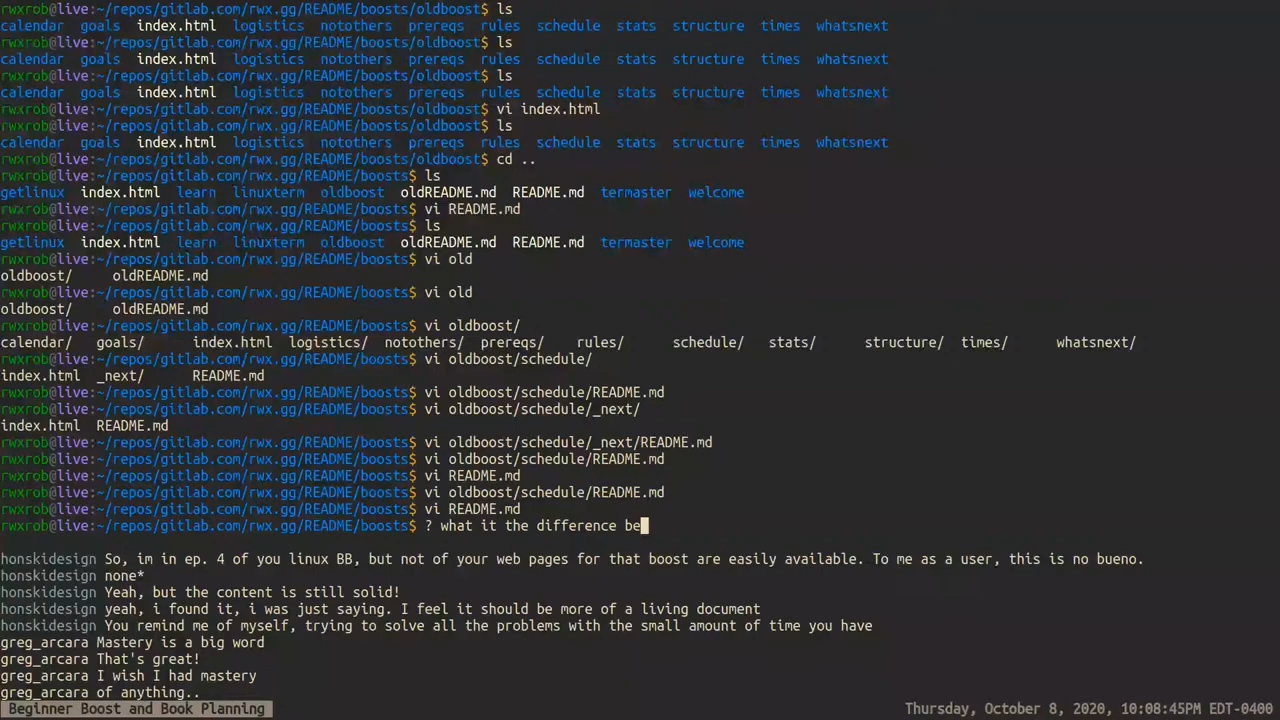 rwxrob@live:~/repos/gitlab.com/rwx.gg/README/boosts/oldboost$ ls
calendar goals index.html logistics notothers prereqs rules schedule stats structure times whatsnext
rwxrob@live:~/repos/gitlab.com/rwx.gg/README/boosts/oldboost$ ls
calendar goals index.html logistics notothers prereqs rules schedule stats structure times whatsnext
rwxrob@live:~/repos/gitlab.com/rwx.gg/README/boosts/oldboost$ ls
calendar goals index.html logistics notothers prereqs rules schedule stats structure times whatsnext
rwxrob@live:~/repos/gitlab.com/rwx.gg/README/boosts/oldboost$ vi index.html
rwxrob@live:~/repos/gitlab.com/rwx.gg/README/boosts/oldboost$ ls
calendar goals index.html logistics notothers prereqs rules schedule stats structure times whatsnext
rwxrob@live:~/repos/gitlab.com/rwx.gg/README/boosts/oldboost$ cd ..
rwxrob@live:~/repos/gitlab.com/rwx.gg/README/boosts$ ls
getlinux index.html learn linuxterm oldboost oldREADME.md README.md termaster welcome
rwxrob@live:~/repos/gitlab.com/rwx.gg/README/boosts$ vi README.md
rwxrob@live:~/repos/gitlab.com/rwx.gg/README/boosts$ ls
getlinux index.html learn linuxterm oldboost oldREADME.md README.md termaster welcome
rwxrob@live:~/repos/gitlab.com/rwx.gg/README/boosts$ vi old
oldboost/ oldREADME.md
rwxrob@live:~/repos/gitlab.com/rwx.gg/README/boosts$ vi old
oldboost/ oldREADME.md
rwxrob@live:~/repos/gitlab.com/rwx.gg/README/boosts$ vi oldboost/
calendar/ goals/ index.html logistics/ notothers/ prereqs/ rules/ schedule/ stats/ structure/ times/ whatsnext/
rwxrob@live:~/repos/gitlab.com/rwx.gg/README/boosts$ vi oldboost/schedule/
index.html _next/ README.md
rwxrob@live:~/repos/gitlab.com/rwx.gg/README/boosts$ vi oldboost/schedule/README.md
rwxrob@live:~/repos/gitlab.com/rwx.gg/README/boosts$ vi oldboost/schedule/_next/
index.html README.md
rwxrob@live:~/repos/gitlab.com/rwx.gg/README/boosts$ vi oldboost/schedule/_next/README.md
rwxrob@live:~/repos/gitlab.com/rwx.gg/README/boosts$ vi oldboost/schedule/README.md
rwxrob@live:~/repos/gitlab.com/rwx.gg/README/boosts$ vi README.md
rwxrob@live:~/repos/gitlab.com/rwx.gg/README/boosts$ vi oldboost/schedule/README.md
rwxrob@live:~/repos/gitlab.com/rwx.gg/README/boosts$ vi README.md
rwxrob@live:~/repos/gitlab.com/rwx.gg/README/boosts$ ? what it the difference be
honskidesign So, im in ep. 4 of you linux BB, but not of your web pages for that boost are easily available. To me as a user, this is no bueno.
honskidesign none*
honskidesign Yeah, but the content is still solid!
honskidesign yeah, i found it, i was just saying. I feel it should be more of a living document
honskidesign You remind me of myself, trying to solve all the problems with the small amount of time you have
greg_arcara Mastery is a big word
greg_arcara That's great!
greg_arcara I wish I had mastery
greg_arcara of anything..
Beginner Boost and Book Planning Thursday, October 8, 2020, 10:08:45PM EDT-0400